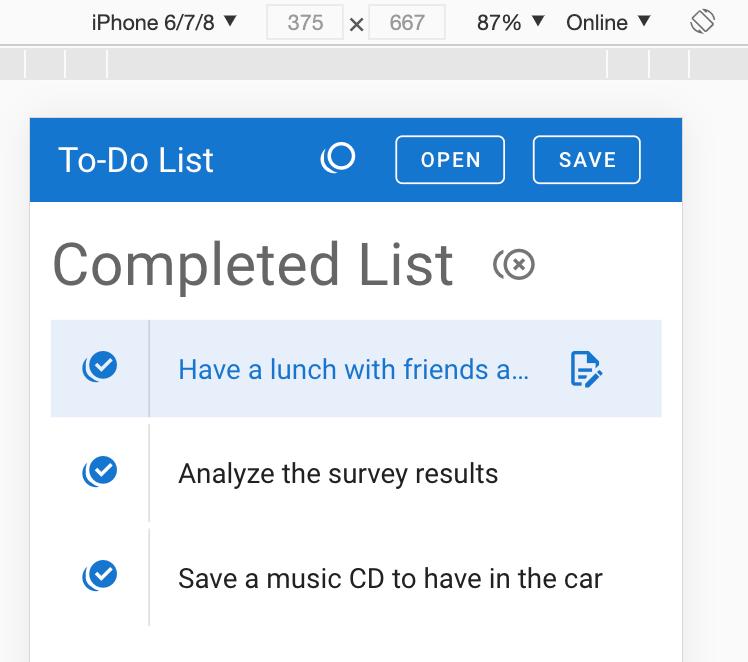 iPhone 6/7/8 ▼ 375 × 667 87% ▼ Online ▼
To-Do List OPEN SAVE
Completed List
Have a lunch with friends a...
Analyze the survey results
Save a music CD to have in the car